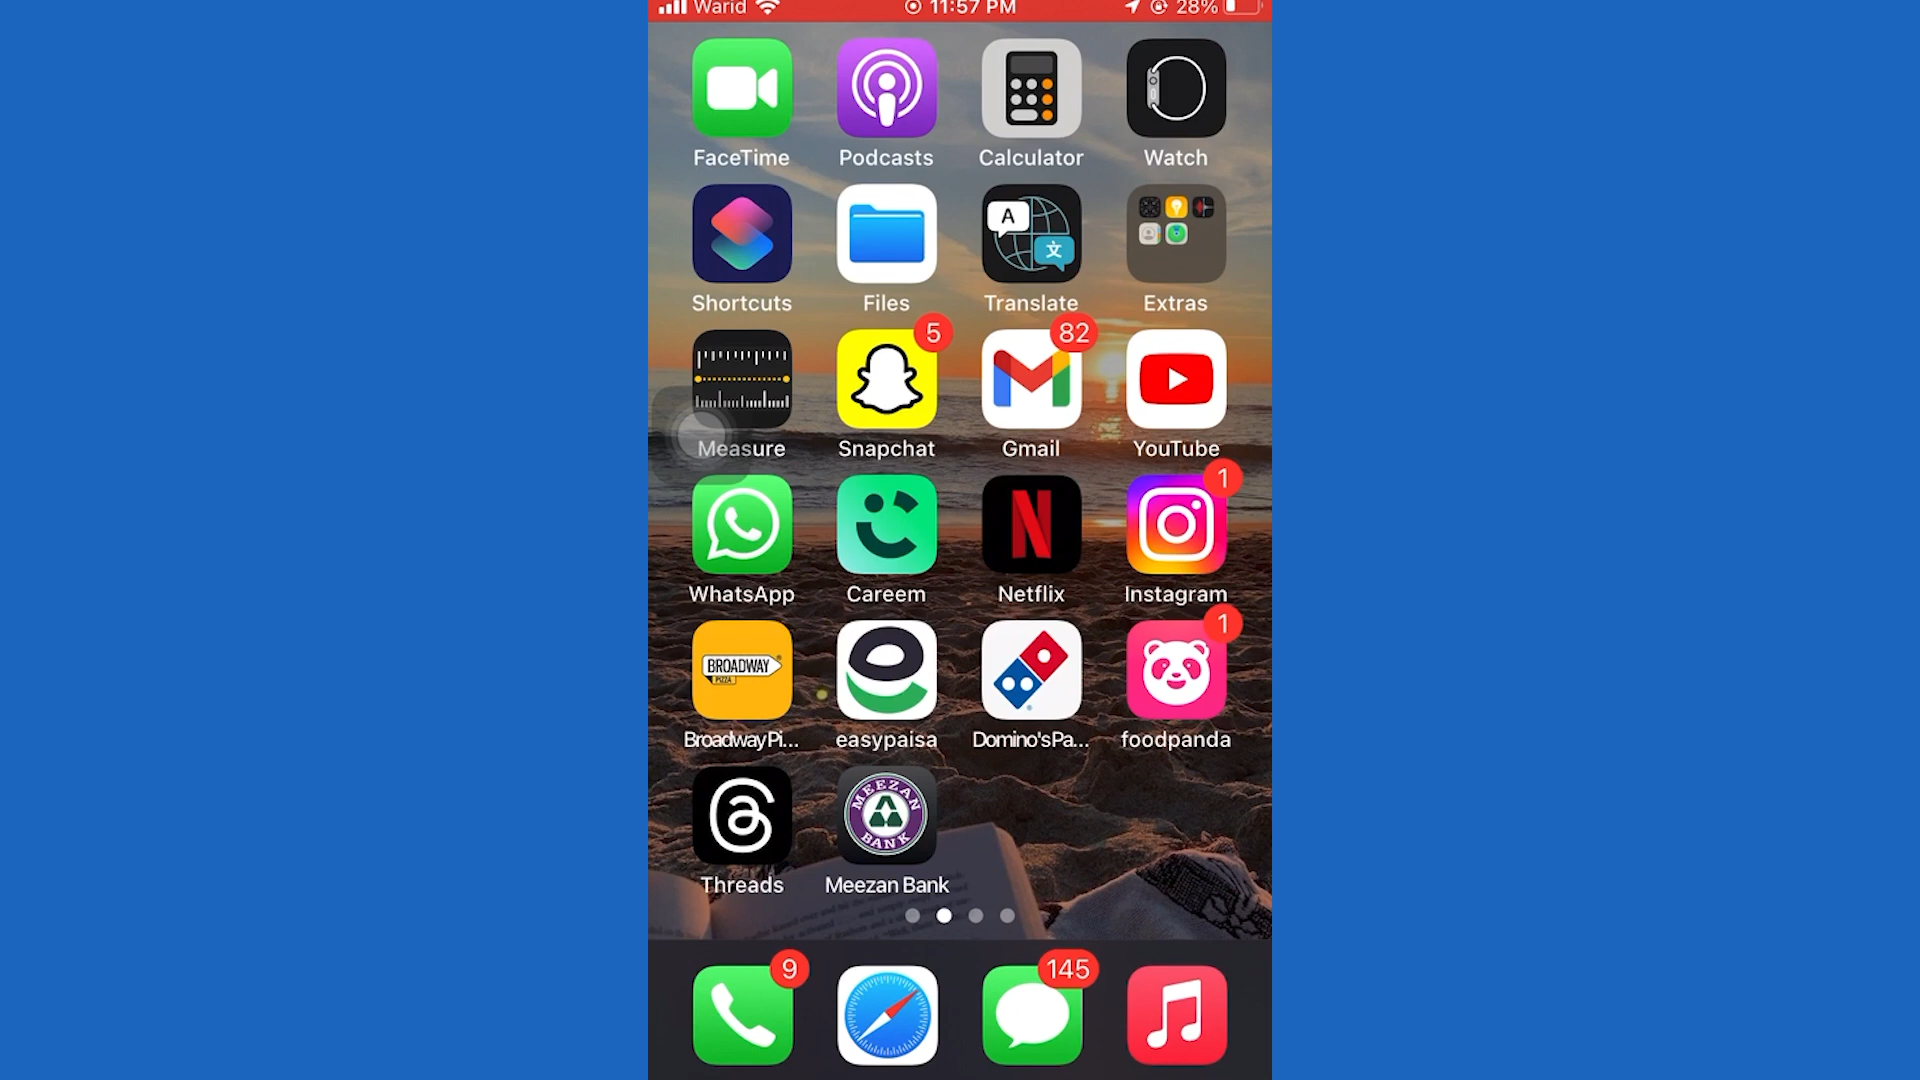 Warid 11:57 PM 28%
FaceTime Podcasts Calculator Watch
A 文
Shortcuts Files Translate Extras
5 82
Measure Snapchat Gmail YouTube
1
WhatsApp Careem Netflix Instagram
1
BROADWAY
PIZZA
BroadwayPi... easypaisa Domino'sPa... foodpanda
MEEZAN
BANK
Threads Meezan Bank
9 145